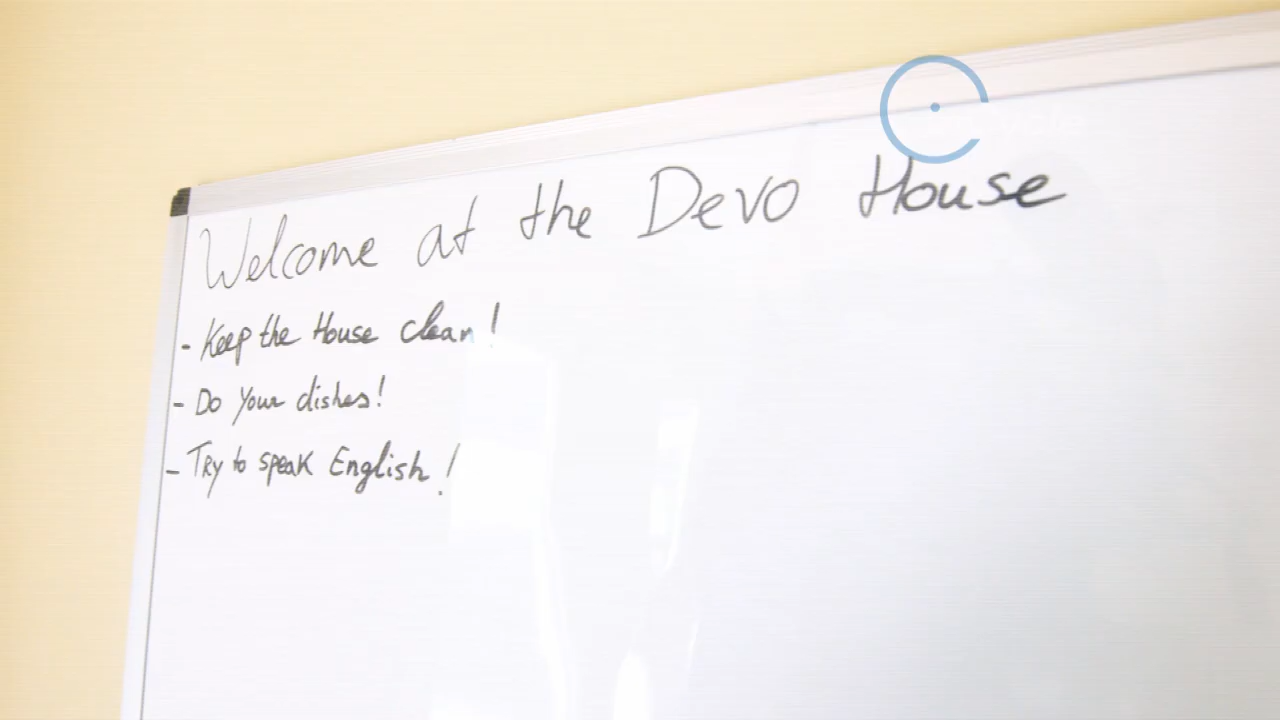 Welcome at the Devo House
- Keep the House clean!
- Do Your dishes!
- Try to speak English!